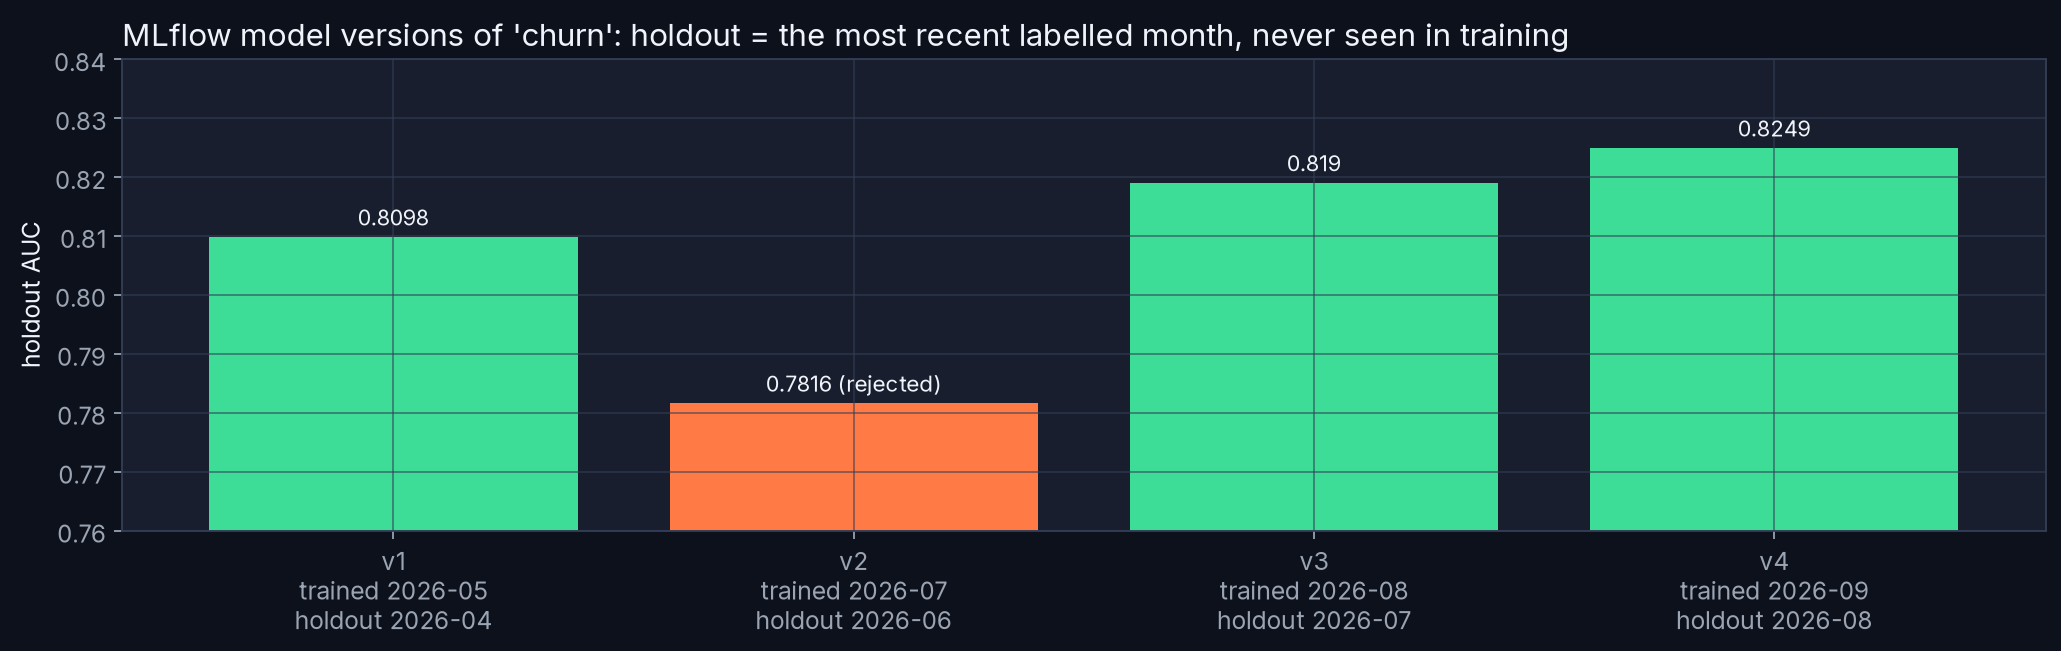 MLflow model versions of 'churn': holdout = the most recent labelled month, never seen in training
holdout AUC
0.84
0.83
0.82
0.81
0.80
0.79
0.78
0.77
0.76
0.8098
0.7816 (rejected)
0.819
0.8249
v1
trained 2026-05
holdout 2026-04
v2
trained 2026-07
holdout 2026-06
v3
trained 2026-08
holdout 2026-07
v4
trained 2026-09
holdout 2026-08